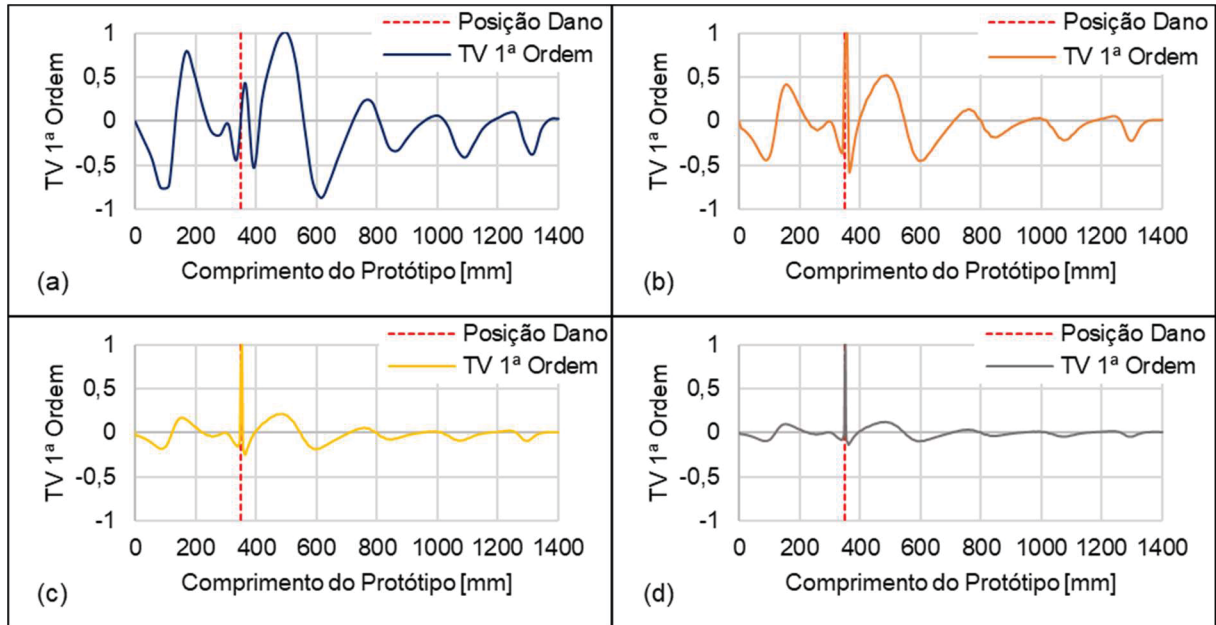 Posição Dano
TV 1ª Ordem
1
0,5
0
-0,5
-1
TV 1ª Ordem
0 200 400 600 800 1000 1200 1400
Comprimento do Protótipo [mm]
(a)
Posição Dano
TV 1ª Ordem
1
0,5
0
-0,5
-1
TV 1ª Ordem
0 200 400 600 800 1000 1200 1400
Comprimento do Protótipo [mm]
(b)
Posição Dano
TV 1ª Ordem
1
0,5
0
-0,5
-1
TV 1ª Ordem
0 200 400 600 800 1000 1200 1400
Comprimento do Protótipo [mm]
(c)
Posição Dano
TV 1ª Ordem
1
0,5
0
-0,5
-1
TV 1ª Ordem
0 200 400 600 800 1000 1200 1400
Comprimento do Protótipo [mm]
(d)